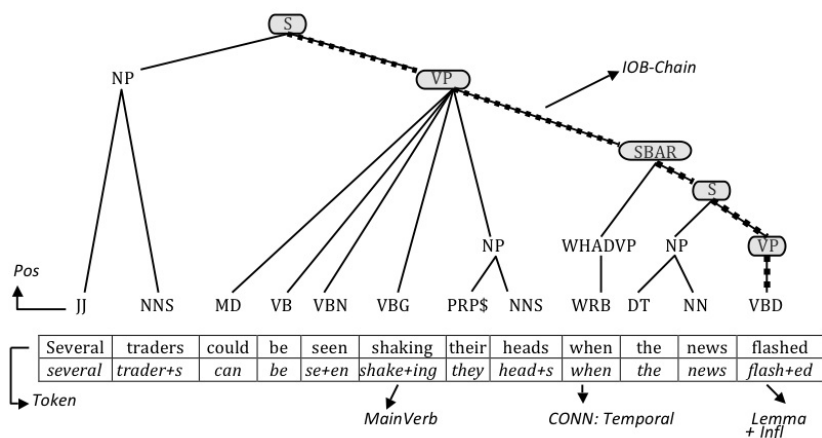 S
VP
IOB-Chain
NP
SBAR
S
NP WHADVP NP VP
Pos
JJ NNS MD VB VBN VBG PRP$ NNS WRB DT NN VBD
Several traders could be seen shaking their heads when the news flashed
several trader+s can be se+en shake+ing they head+s when the news flash+ed
Token
MainVerb CONN: Temporal Lemma
+ Infl